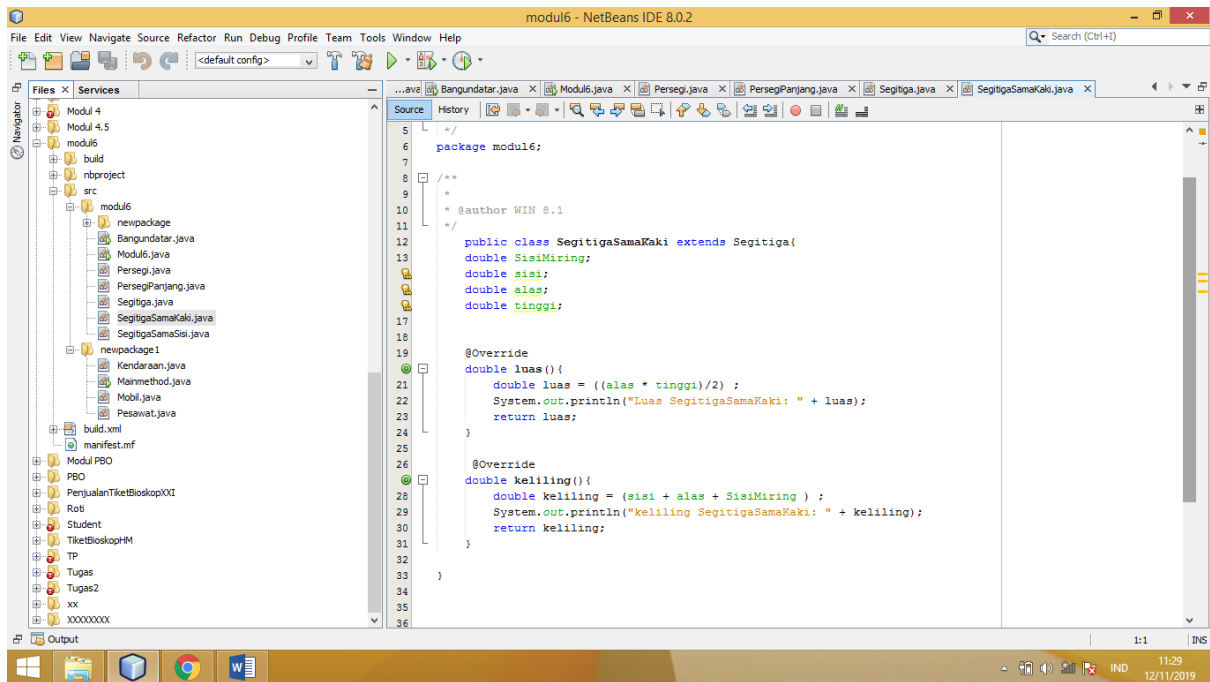 modul6 - NetBeans IDE 8.0.2
File Edit View Navigate Source Refactor Run Debug Profile Team Tools Window Help
Search (Ctrl+I)
<default config>
Files Services
...ava Bangundatar.java Modul6.java Persegi.java PersegiPanjang.java Segitiga.java SegitigaSamaKaki.java
Source History
Navigator
Modul 4
Modul 4.5
modul6
build
nbproject
src
modul6
newpackage
Bangundatar.java
Modul6.java
Persegi.java
PersegiPanjang.java
Segitiga.java
SegitigaSamaKaki.java
SegitigaSamaSisi.java
newpackage1
Kendaraan.java
Mainmethod.java
Mobil.java
Pesawat.java
build.xml
manifest.mf
Modul PBO
PBO
PenjualanTiketBioskopXXI
Roti
Student
TiketBioskopHM
TP
Tugas
Tugas2
xx
XXXXXXXX
5 */
6 package modul6;
7
8 /**
9 *
10 * @author WIN 8.1
11 */
12 public class SegitigaSamaKaki extends Segitiga{
13 double SisiMiring;
double sisi;
double alas;
double tinggi;
17
18
19 @Override
double luas(){
21 double luas = ((alas * tinggi)/2) ;
22 System.out.println("Luas SegitigaSamaKaki: " + luas);
23 return luas;
24 }
25
26 @Override
double keliling(){
28 double keliling = (sisi + alas + SisiMiring ) ;
29 System.out.println("keliling SegitigaSamaKaki: " + keliling);
30 return keliling;
31 }
32
33 }
34
35
36
Output
1:1 INS
IND
11:29
12/11/2019